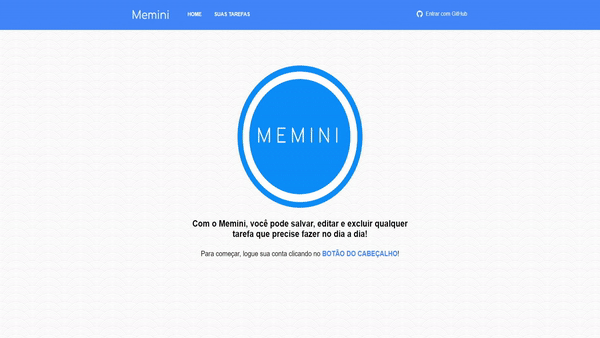 Memini HOME SUAS TAREFAS Entrar com GitHub
MEMINI
Com o Memini, você pode salvar, editar e excluir qualquer
tarefa que precise fazer no dia a dia!
Para começar, logue sua conta clicando no BOTÃO DO CABEÇALHO!